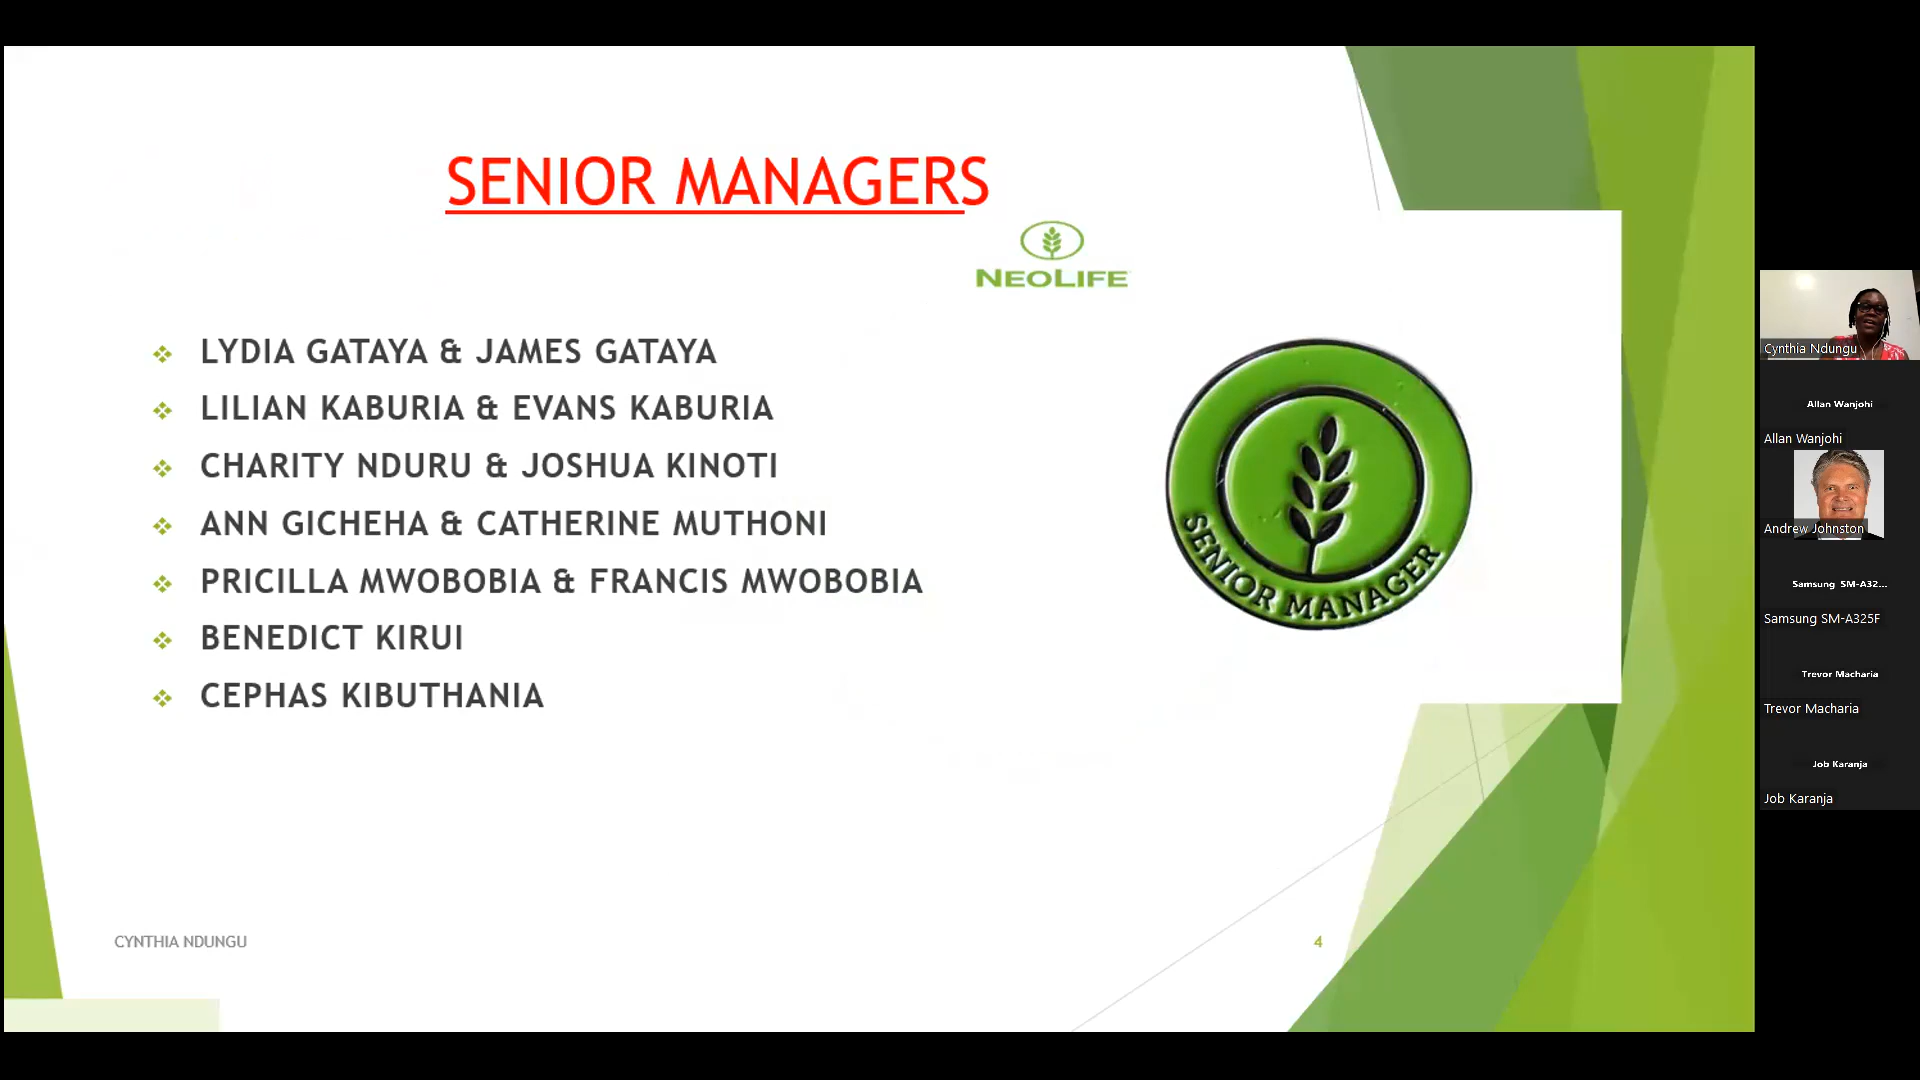 SENIOR MANAGERS
NEOLIFE
LYDIA GATAYA & JAMES GATAYA
LILIAN KABURIA & EVANS KABURIA
CHARITY NDURU & JOSHUA KINOTI
ANN GICHEHA & CATHERINE MUTHONI
PRICILLA MWOBOBIA & FRANCIS MWOBOBIA
BENEDICT KIRUI
CEPHAS KIBUTHANIA
SENIOR MANAGER
CYNTHIA NDUNGU
4
Cynthia Ndungu
Allan Wanjohi
Allan Wanjohi
Andrew Johnston
Samsung SM-A32...
Samsung SM-A325F
Trevor Macharia
Trevor Macharia
Job Karanja
Job Karanja